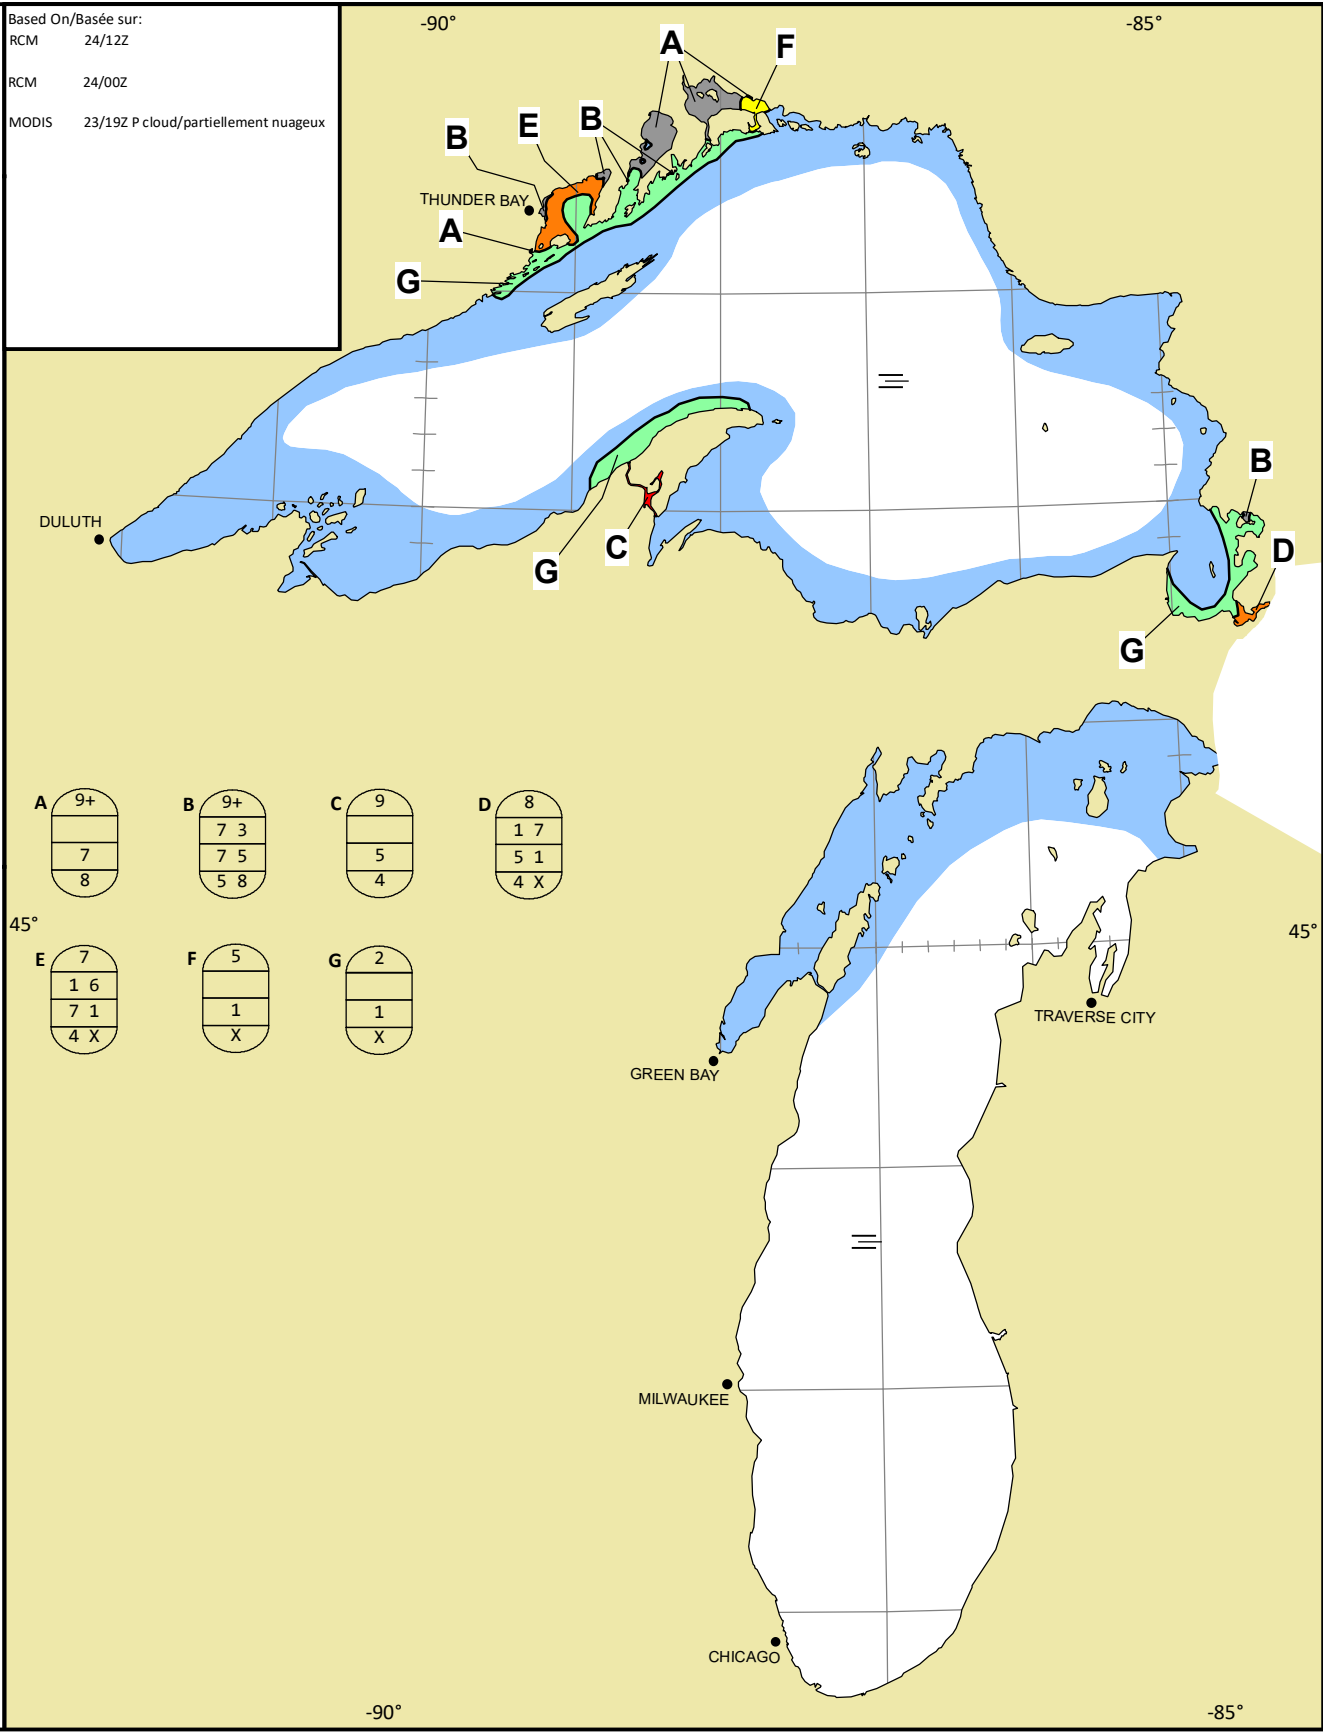 Based On/Basée sur:
RCM 24/12Z
RCM 24/00Z
MODIS 23/19Z P cloud/partiellement nuageux
-90°
-85°
A
F
B
E
B
THUNDER BAY
A
G
B
DULUTH
C
G
D
G
A 9+
7
8
B 9+
7 3
7 5
5 8
C 9
5
4
D 8
1 7
5 1
4 X
45°
45°
E 7
1 6
7 1
4 X
F 5
1
X
G 2
1
X
TRAVERSE CITY
GREEN BAY
MILWAUKEE
CHICAGO
-90°
-85°